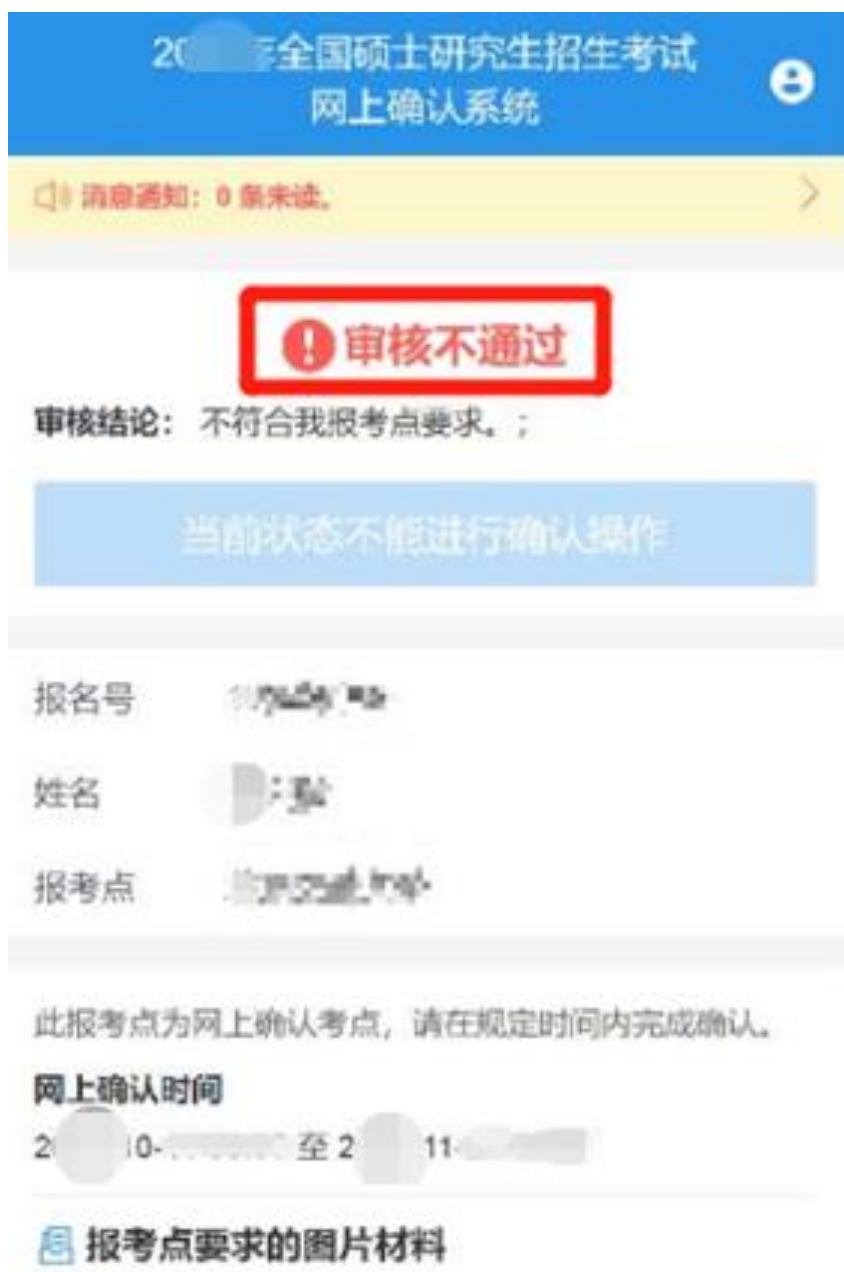 年全国硕士研究生招生考试
网上确认系统
消息通知：0 条未读。
审核不通过
审核结论： 不符合我报考点要求。;
当前状态不能进行确认操作
报名号
姓名
报考点
此报考点为网上确认考点，请在规定时间内完成确认。
网上确认时间
至
报考点要求的图片材料